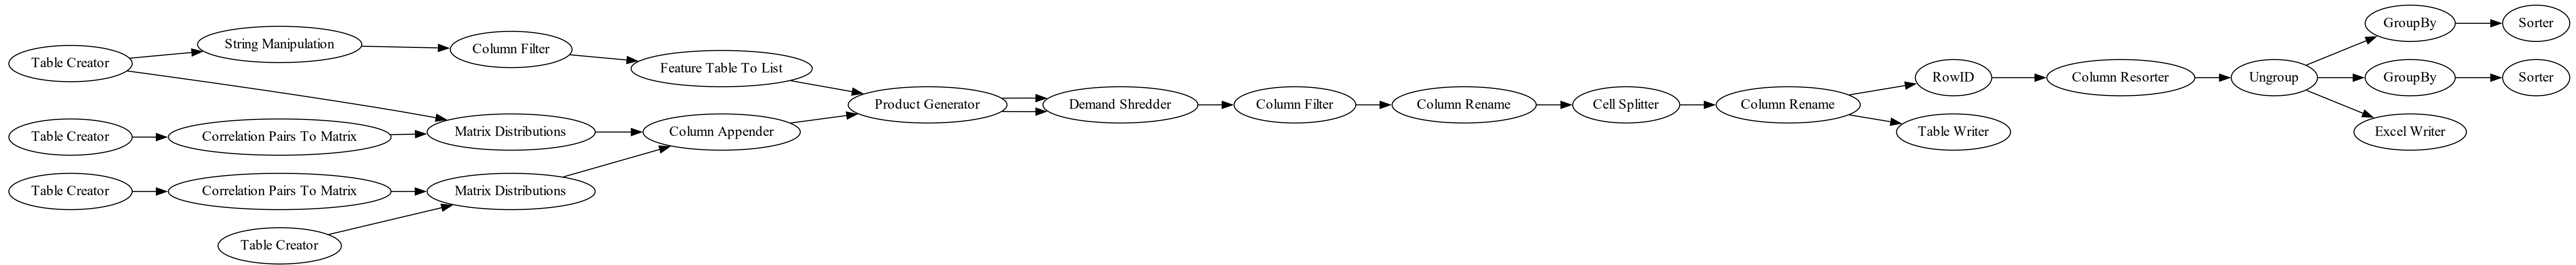 Table Creator
String Manipulation
Column Filter
Feature Table To List
Table Creator
Correlation Pairs To Matrix
Matrix Distributions
Column Appender
Table Creator
Correlation Pairs To Matrix
Matrix Distributions
Table Creator
Product Generator
Demand Shredder
Column Filter
Column Rename
Cell Splitter
Column Rename
RowID
Table Writer
Column Resorter
Ungroup
GroupBy
Sorter
GroupBy
Sorter
Excel Writer